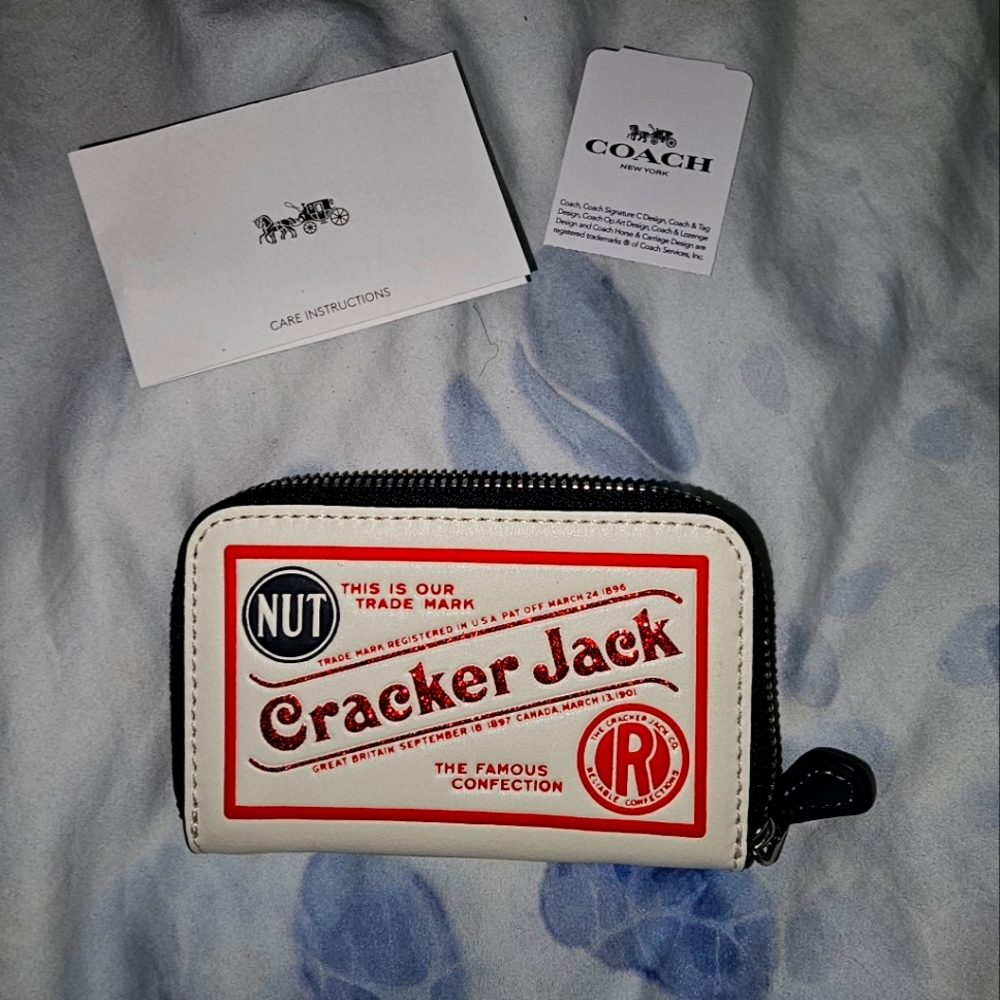 CARE INSTRUCTIONS
COACH
NEW YORK
Coach, Coach Signature C Design, Coach & Tag
Design, Coach Op Art Design, Coach & Lozenge
Design and Coach Horse & Carriage Design are
registered trademarks ® of Coach Services, Inc.
NUT
THIS IS OUR
TRADE MARK
TRADE MARK REGISTERED IN U.S.A. PAT OFF MARCH 24 1896
Cracker Jack
GREAT BRITAIN SEPTEMBER 18 1897 CANADA, MARCH 13, 1901
THE FAMOUS
CONFECTION
THE CRACKER JACK CO.
R
RELIABLE CONFECTIONS